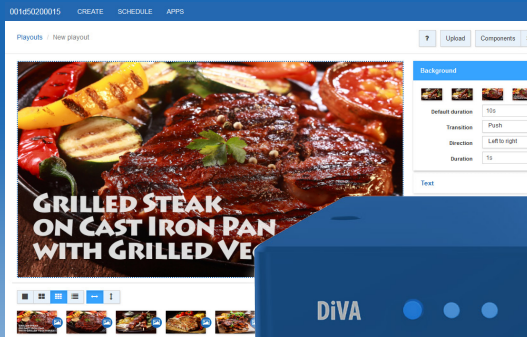 001d50200015 CREATE SCHEDULE APPS
Playouts / New playout
? Upload Components
Background
Default duration 10s
Transition Push
Direction Left to right
Duration 1s
Text
GRILLED STEAK
ON CAST IRON PAN
WITH GRILLED VE
DiVA